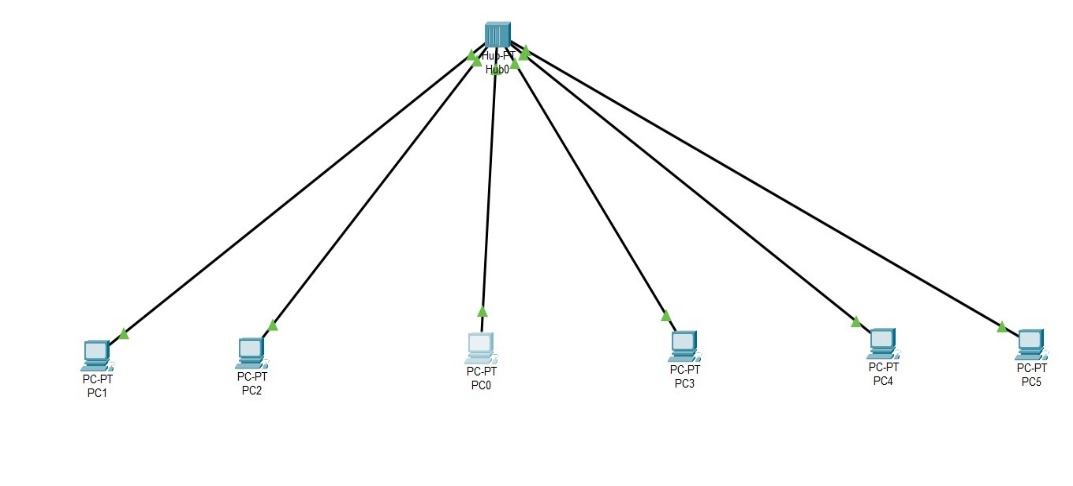 Hub-PT
Hub0
PC-PT
PC1
PC-PT
PC2
PC-PT
PC0
PC-PT
PC3
PC-PT
PC4
PC-PT
PC5